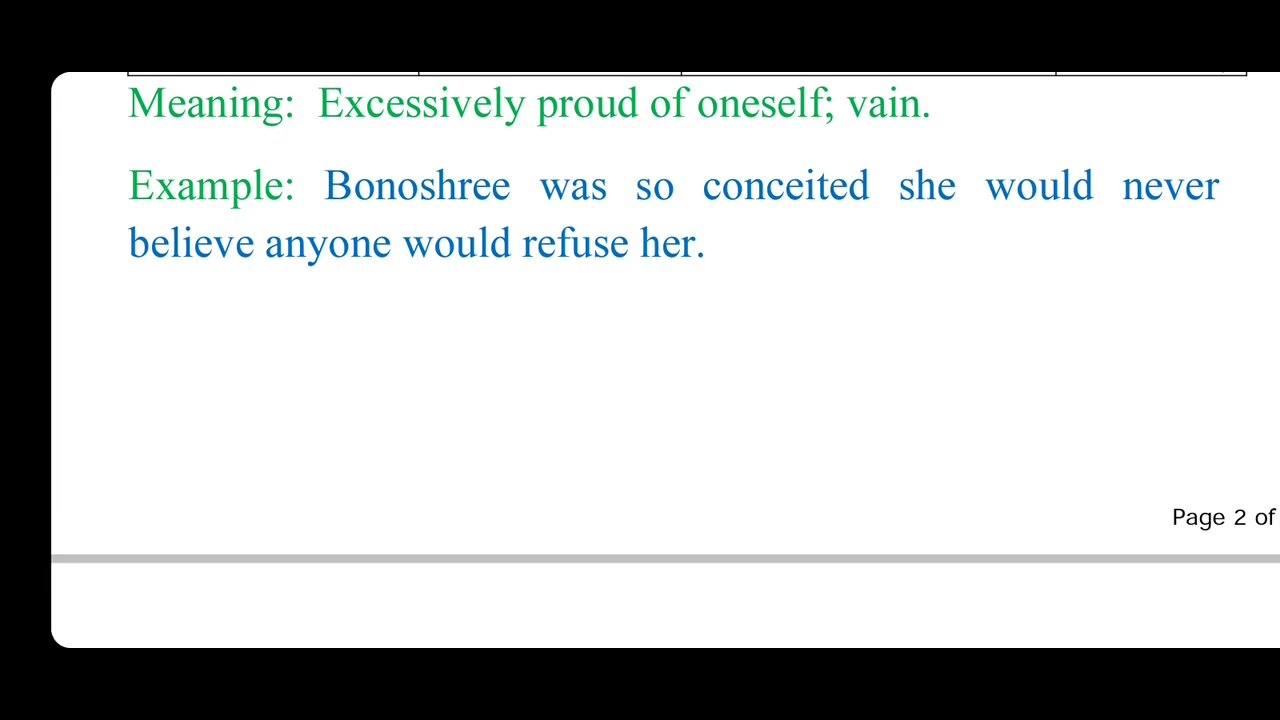 Meaning: Excessively proud of oneself; vain.
Example: Bonoshree was so conceited she would never
believe anyone would refuse her.
Page 2 of